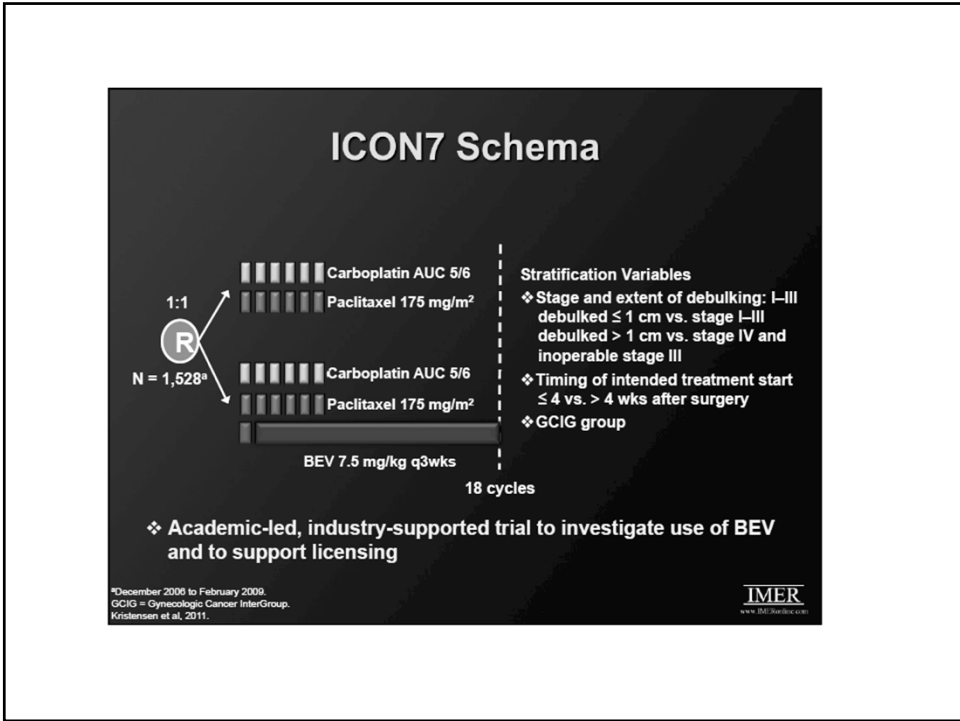 ICON7 Schema
1:1
R
N = 1,528ª
Carboplatin AUC 5/6
Paclitaxel 175 mg/m²
Carboplatin AUC 5/6
Paclitaxel 175 mg/m²
BEV 7.5 mg/kg q3wks
18 cycles
Stratification Variables
❖Stage and extent of debulking: I–III
debulked ≤ 1 cm vs. stage I–III
debulked > 1 cm vs. stage IV and
inoperable stage III
❖Timing of intended treatment start
≤ 4 vs. > 4 wks after surgery
❖GCIG group
❖ Academic-led, industry-supported trial to investigate use of BEV
and to support licensing
ªDecember 2006 to February 2009.
GCIG = Gynecologic Cancer InterGroup.
Kristensen et al, 2011.
IMER
www.IMERonline.com